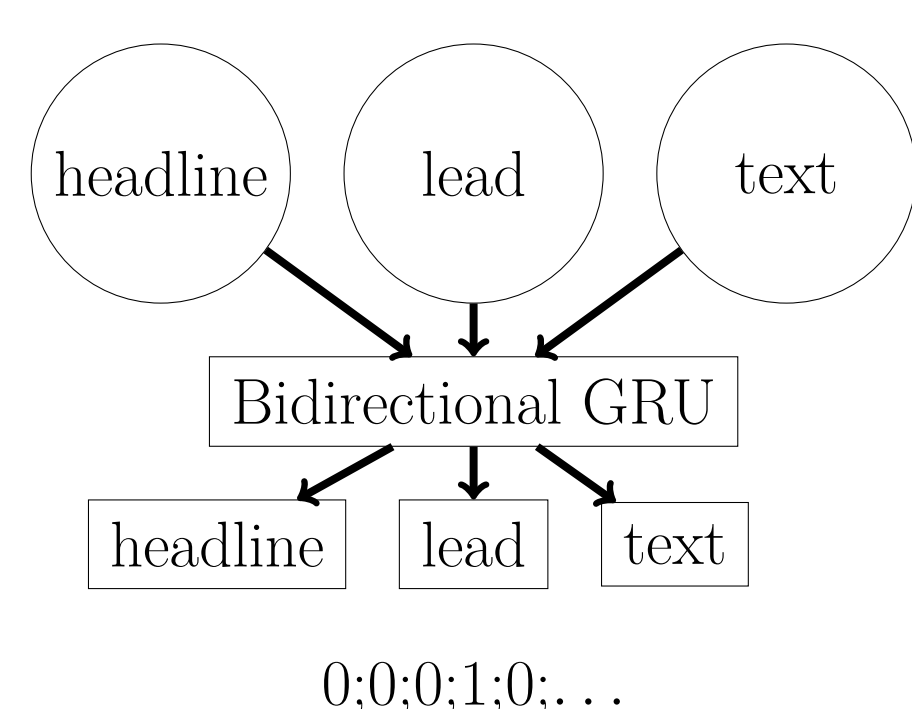 headline lead text
Bidirectional GRU
headline lead text
0;0;0;1;0;...